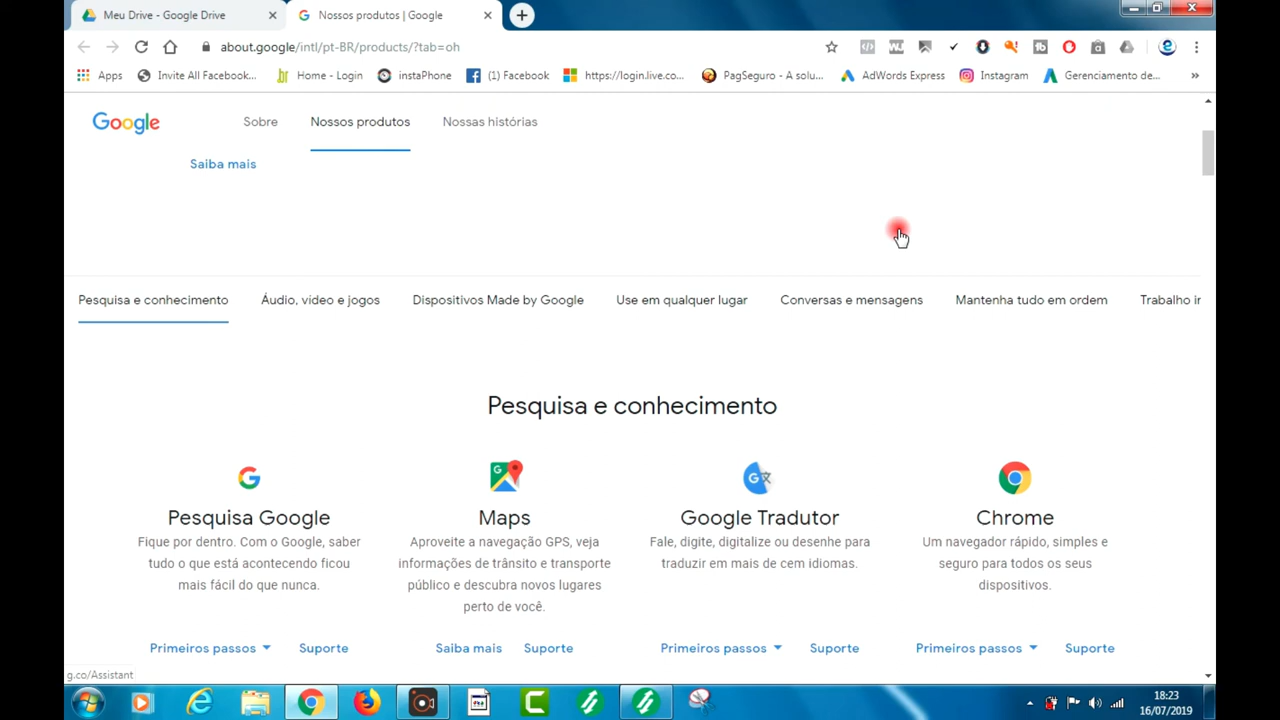 Meu Drive - Google Drive
Nossos produtos | Google
about.google/intl/pt-BR/products/?tab=oh
Apps
Invite All Facebook...
Home - Login
instaPhone
(1) Facebook
https://login.live.co...
PagSeguro - A solu...
AdWords Express
Instagram
Gerenciamento de...
»
Google
Sobre
Nossos produtos
Nossas histórias
Saiba mais
Pesquisa e conhecimento
Áudio, vídeo e jogos
Dispositivos Made by Google
Use em qualquer lugar
Conversas e mensagens
Mantenha tudo em ordem
Trabalho ir
Pesquisa e conhecimento
Pesquisa Google
Fique por dentro. Com o Google, saber
tudo o que está acontecendo ficou
mais fácil do que nunca.
Primeiros passos
Suporte
Maps
Aproveite a navegação GPS, veja
informações de trânsito e transporte
público e descubra novos lugares
perto de você.
Saiba mais
Suporte
Google Tradutor
Fale, digite, digitalize ou desenhe para
traduzir em mais de cem idiomas.
Primeiros passos
Suporte
Chrome
Um navegador rápido, simples e
seguro para todos os seus
dispositivos.
Primeiros passos
Suporte
g.co/Assistant
18:23
16/07/2019